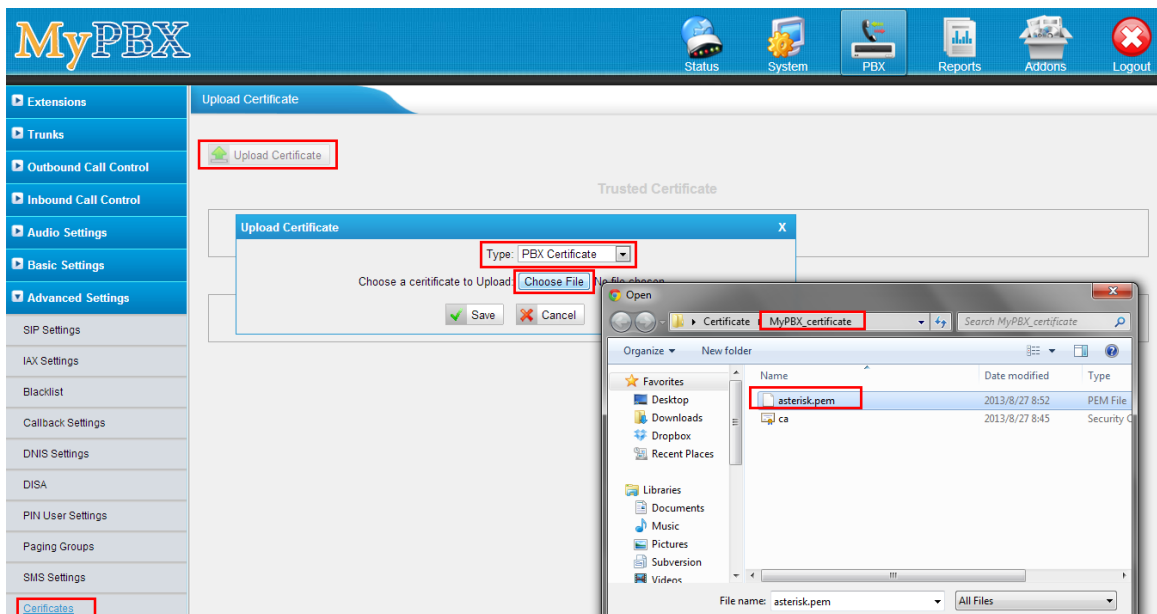 MyPBX
Status System PBX Reports Addons Logout
Extensions
Trunks
Outbound Call Control
Inbound Call Control
Audio Settings
Basic Settings
Advanced Settings
SIP Settings
IAX Settings
Blacklist
Callback Settings
DNIS Settings
DISA
PIN User Settings
Paging Groups
SMS Settings
Cerificates
Upload Certificate
Upload Certificate
Trusted Certificate
Upload Certificate X
Type: PBX Certificate
Choose a ceritificate to Upload: Choose File No file chosen
Save Cancel
Open
Certificate MyPBX_certificate Search MyPBX_certificate
Organize New folder
Favorites
Desktop
Downloads
Dropbox
Recent Places
Libraries
Documents
Music
Pictures
Subversion
Videos
Name Date modified Type
asterisk.pem 2013/8/27 8:52 PEM File
ca 2013/8/27 8:45 Security
File name: asterisk.pem All Files